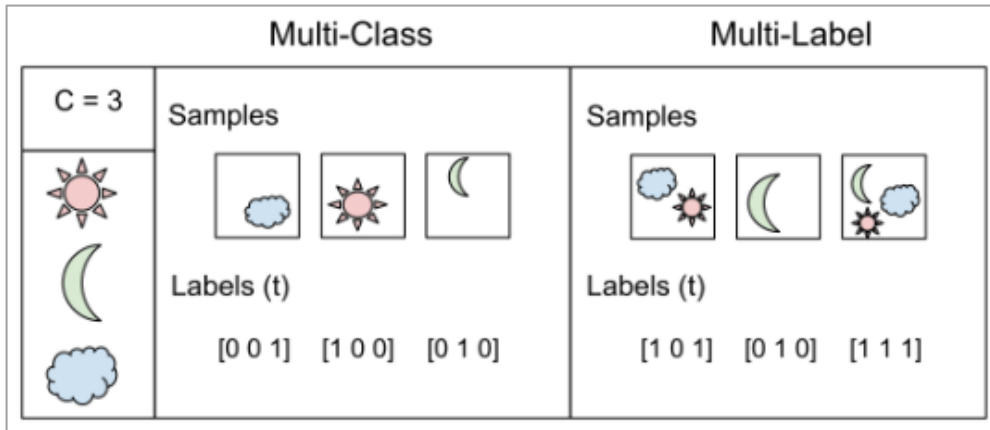 Multi-Class
Multi-Label
C = 3
Samples
Samples
Labels (t)
Labels (t)
[0 0 1] [1 0 0] [0 1 0]
[1 0 1] [0 1 0] [1 1 1]